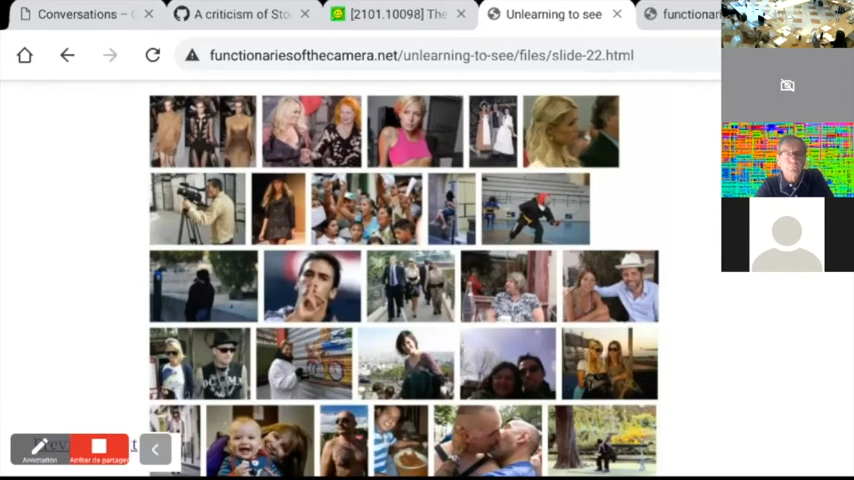 Conversations –
A criticism of Sto
[2101.10098] The
Unlearning to see
functionar
functionariesofthecamera.net/unlearning-to-see/files/slide-22.html
Annotation
Arrêter de partager